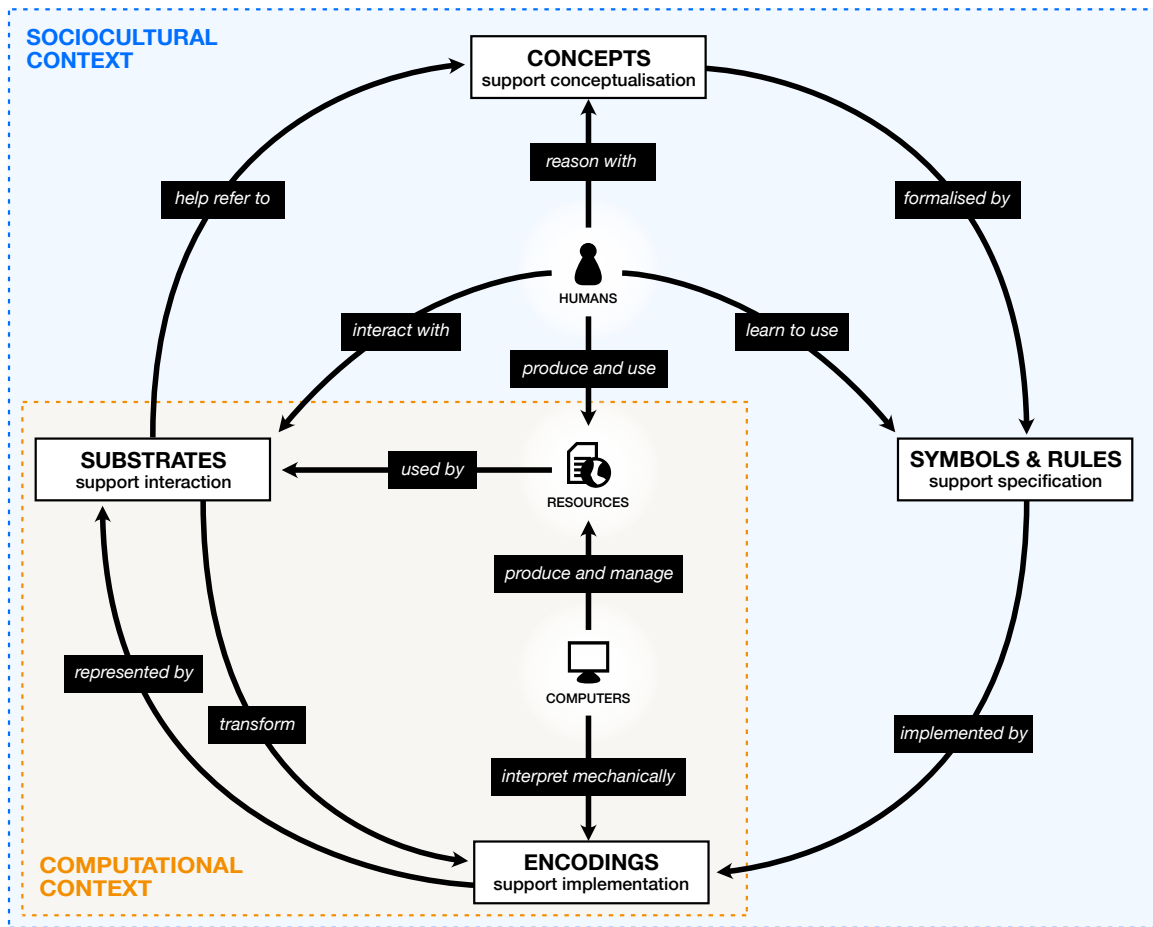 SOCIOCULTURAL
CONTEXT
CONCEPTS
support conceptualisation
reason with
help refer to
formalised by
HUMANS
interact with
learn to use
produce and use
SUBSTRATES
support interaction
used by
RESOURCES
SYMBOLS & RULES
support specification
produce and manage
represented by
COMPUTERS
transform
implemented by
interpret mechanically
COMPUTATIONAL
CONTEXT
ENCODINGS
support implementation